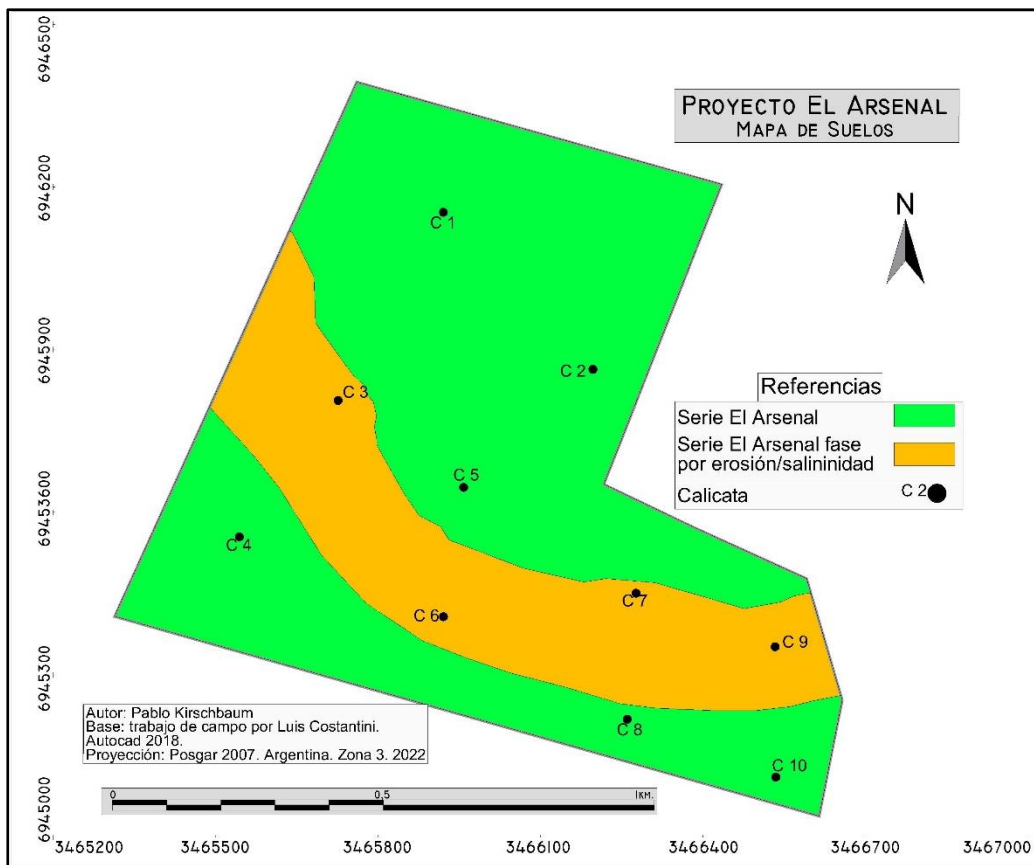 6946500
6946200
6945900
6945600
6945300
6945000
PROYECTO EL ARSENAL
MAPA DE SUELOS
N
C 1
C 2
C 3
C 5
C 4
C 6
C 7
C 9
C 8
C 10
Referencias
Serie El Arsenal
Serie El Arsenal fase
por erosión/salininidad
Calicata C 2
Autor: Pablo Kirschbaum
Base: trabajo de campo por Luis Costantini.
Autocad 2018.
Proyección: Posgar 2007. Argentina. Zona 3. 2022
0 0.5 1KM.
3465200 3465500 3465800 3466100 3466400 3466700 3467000